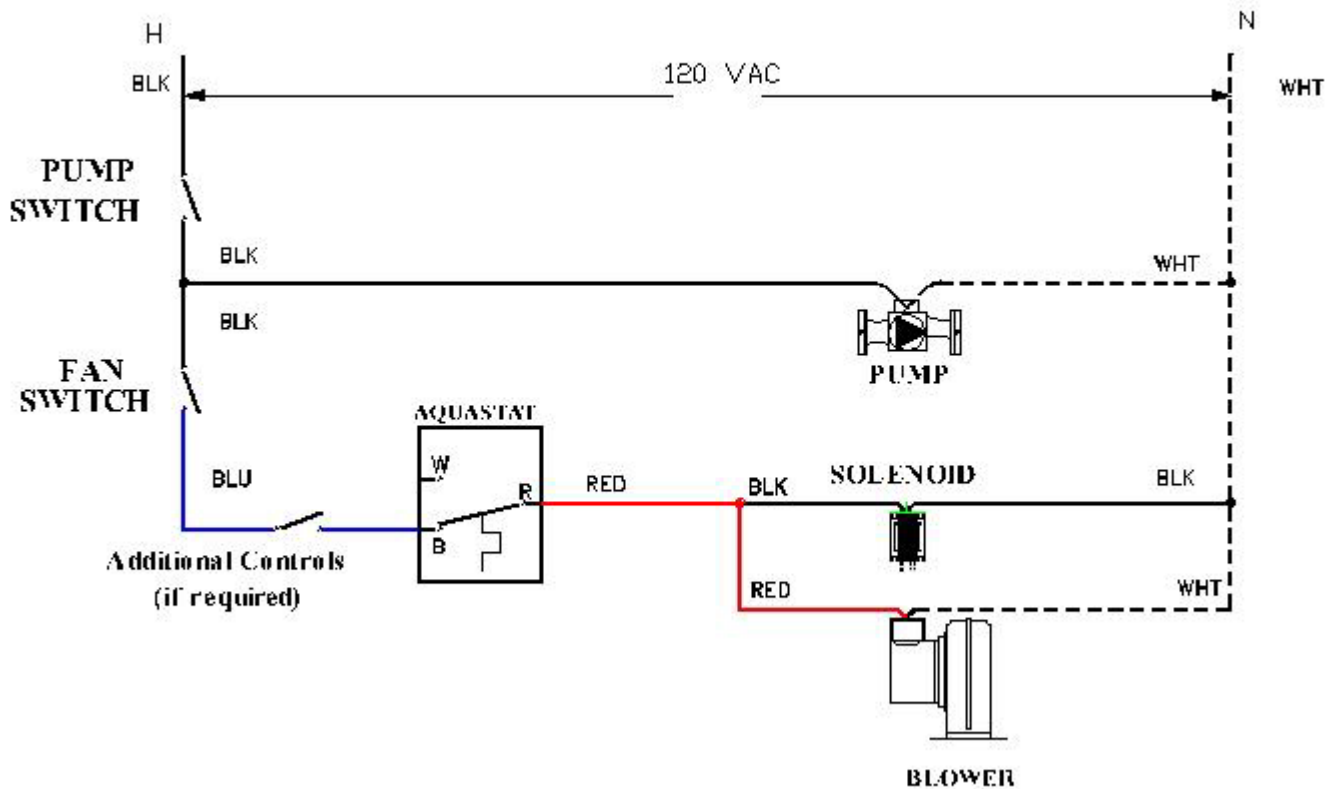 H
N
BLK
120 VAC
WHT
PUMP
SWITCH
BLK
WHT
BLK
PUMP
FAN
SWITCH
AQUASTAT
BLU
W
R
B
RED
BLK
SOLENOID
BLK
Additional Controls
(if required)
RED
WHT
BLOWER